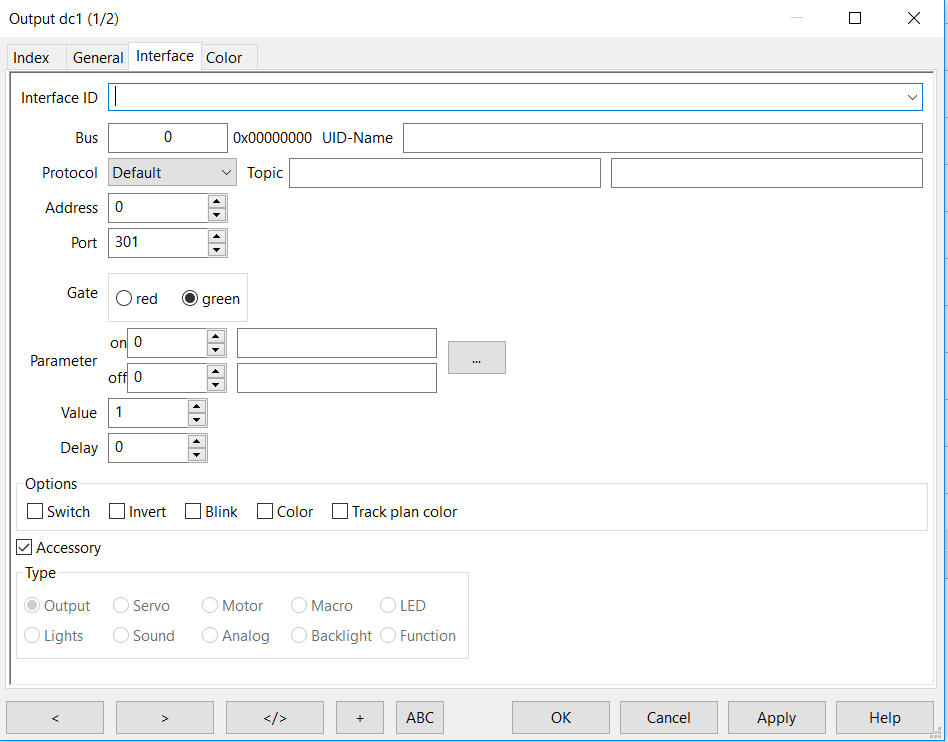 Output dc1 (1/2)
Index General Interface Color
Interface ID
Bus 0 0x00000000 UID-Name
Protocol Default Topic
Address 0
Port 301
Gate red green
on 0
Parameter ...
off 0
Value 1
Delay 0
Options
Switch Invert Blink Color Track plan color
Accessory
Type
Output Servo Motor Macro LED
Lights Sound Analog Backlight Function
< > </> + ABC OK Cancel Apply Help